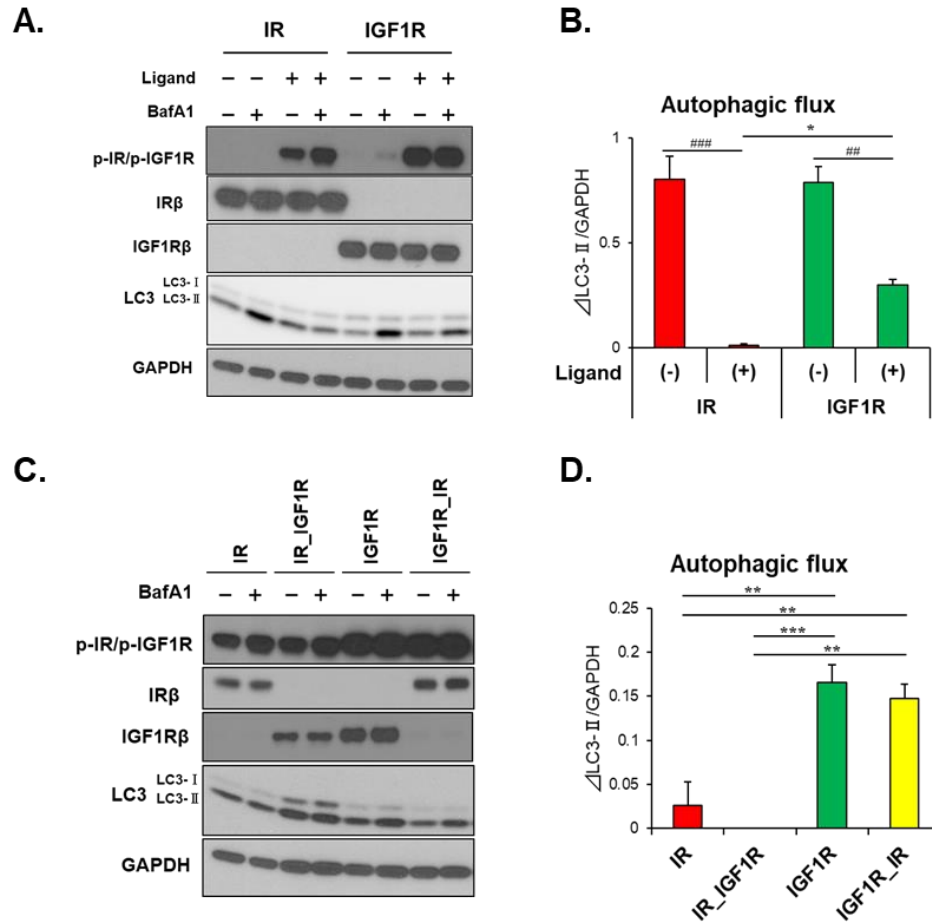 A.
IR IGF1R
Ligand − − + + − − + +
BafA1 − + − + − + − +
p-IR/p-IGF1R
IRβ
IGF1Rβ
LC3 LC3-Ⅰ
LC3-Ⅱ
GAPDH
B.
Autophagic flux
⊿LC3-Ⅱ/GAPDH
1
0.5
0
###
*
##
Ligand (-) (+) (-) (+)
IR IGF1R
C.
IR IR_IGF1R IGF1R IGF1R_IR
BafA1 − + − + − + − +
p-IR/p-IGF1R
IRβ
IGF1Rβ
LC3 LC3-Ⅰ
LC3-Ⅱ
GAPDH
D.
Autophagic flux
⊿LC3-Ⅱ/GAPDH
0.25
0.2
0.15
0.1
0.05
0
**
**
***
**
IR IR_IGF1R IGF1R IGF1R_IR